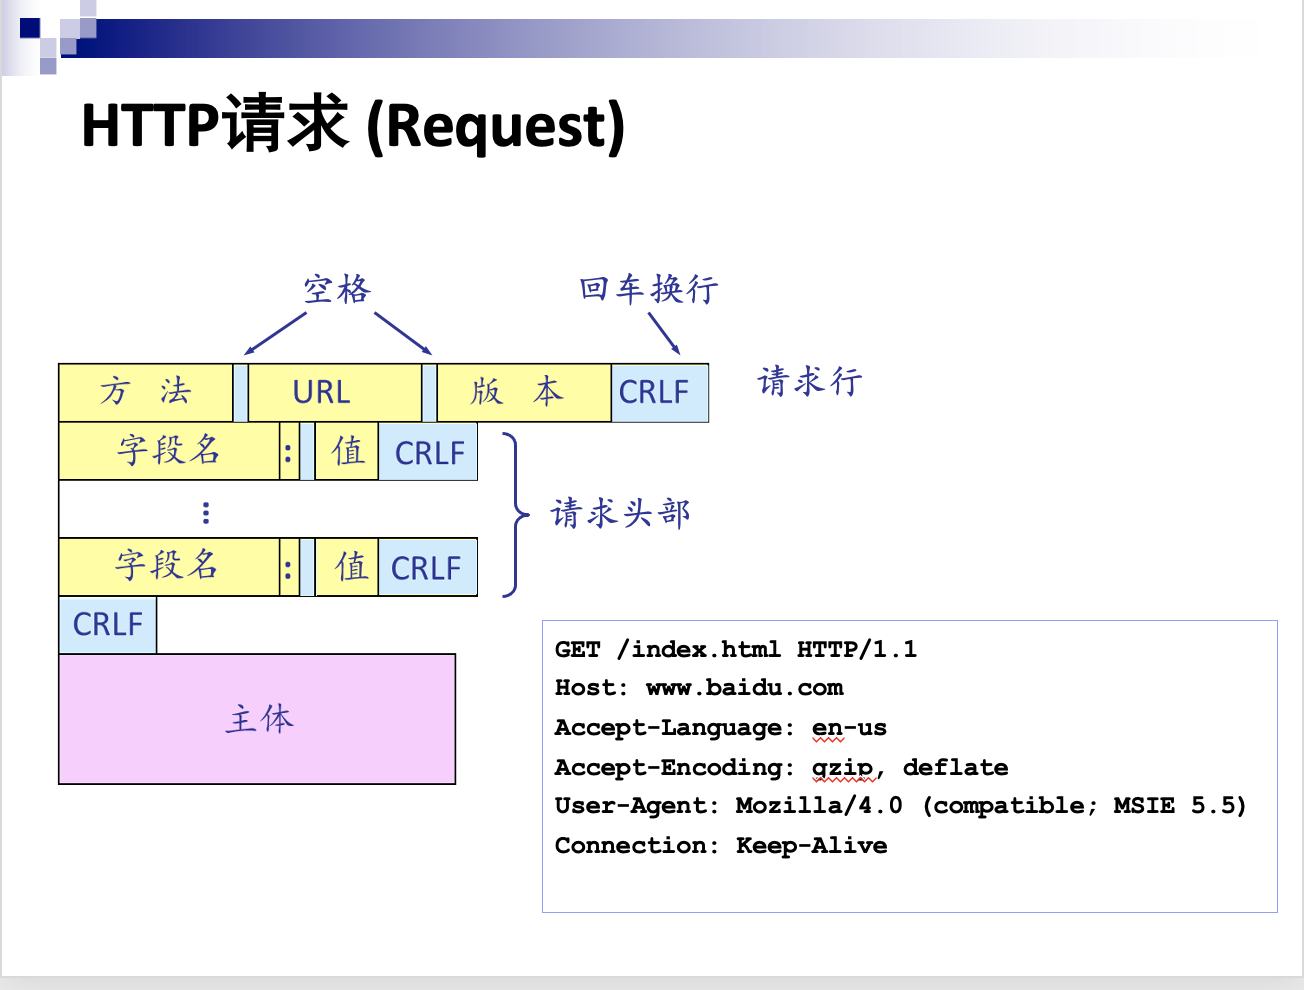 HTTP请求 (Request)
空格
回车换行
方 法 URL 版 本 CRLF
请求行
字段名 : 值 CRLF
⋮
请求头部
字段名 : 值 CRLF
CRLF
主体
GET /index.html HTTP/1.1
Host: www.baidu.com
Accept-Language: en-us
Accept-Encoding: gzip, deflate
User-Agent: Mozilla/4.0 (compatible; MSIE 5.5)
Connection: Keep-Alive